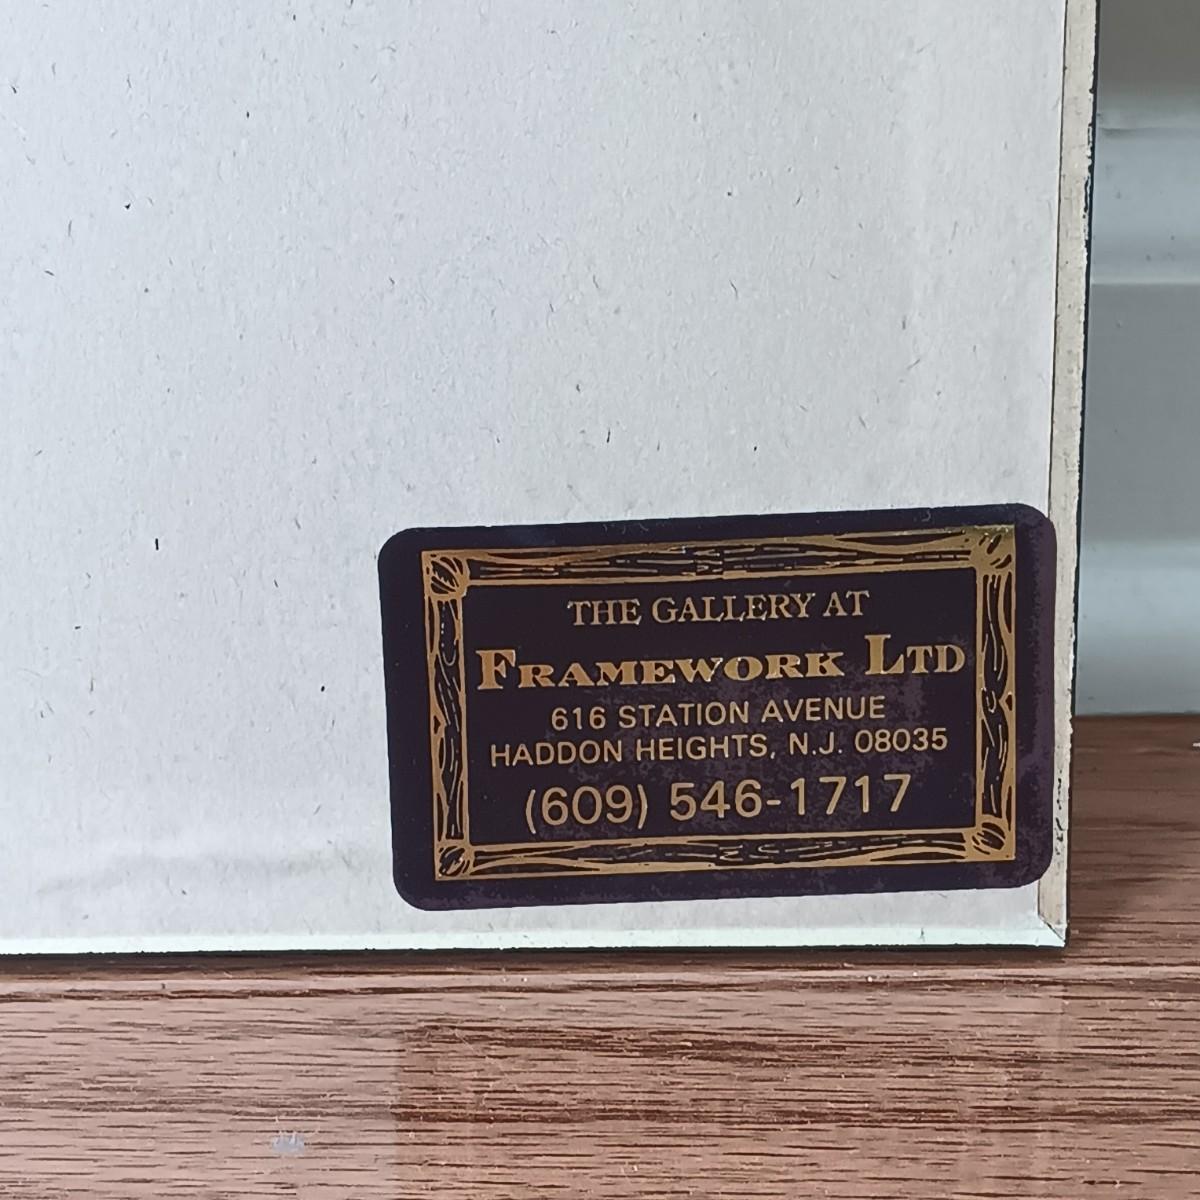 THE GALLERY AT
FRAMEWORK LTD
616 STATION AVENUE
HADDON HEIGHTS, N.J. 08035
(609) 546-1717